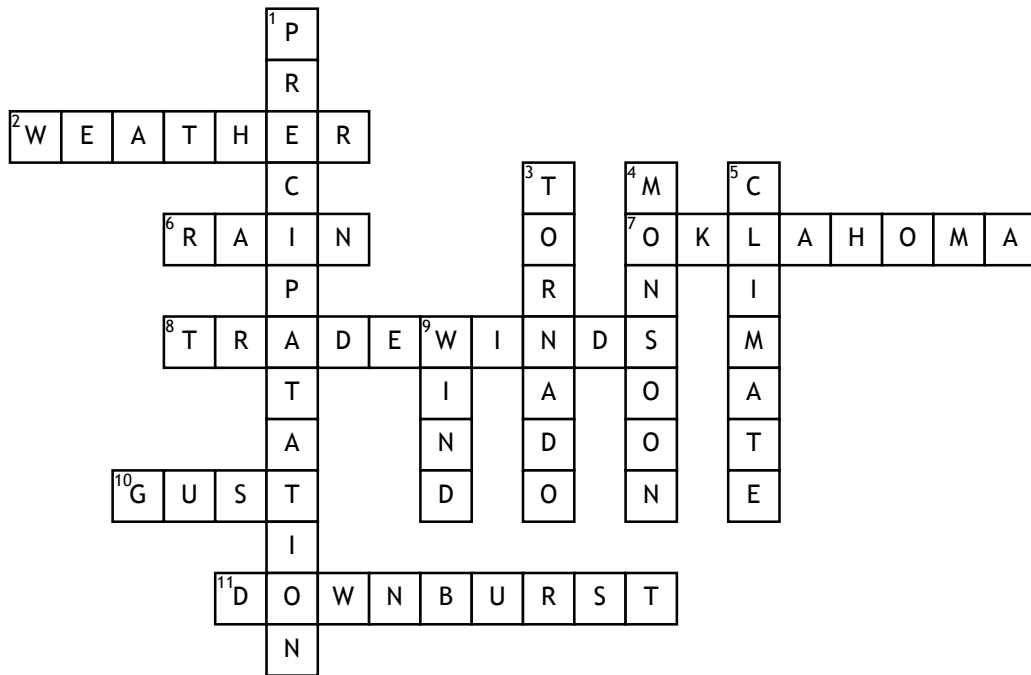 1 P
R
2 W E A T H E R
C 3 T 4 M 5 C
6 R A I N O 7 O K L A H O M A
P R N I
8 T R A D E 9 W I N D S M
T I A O A
A N D O T
10 G U S T D O N E
I
11 D O W N B U R S T
N